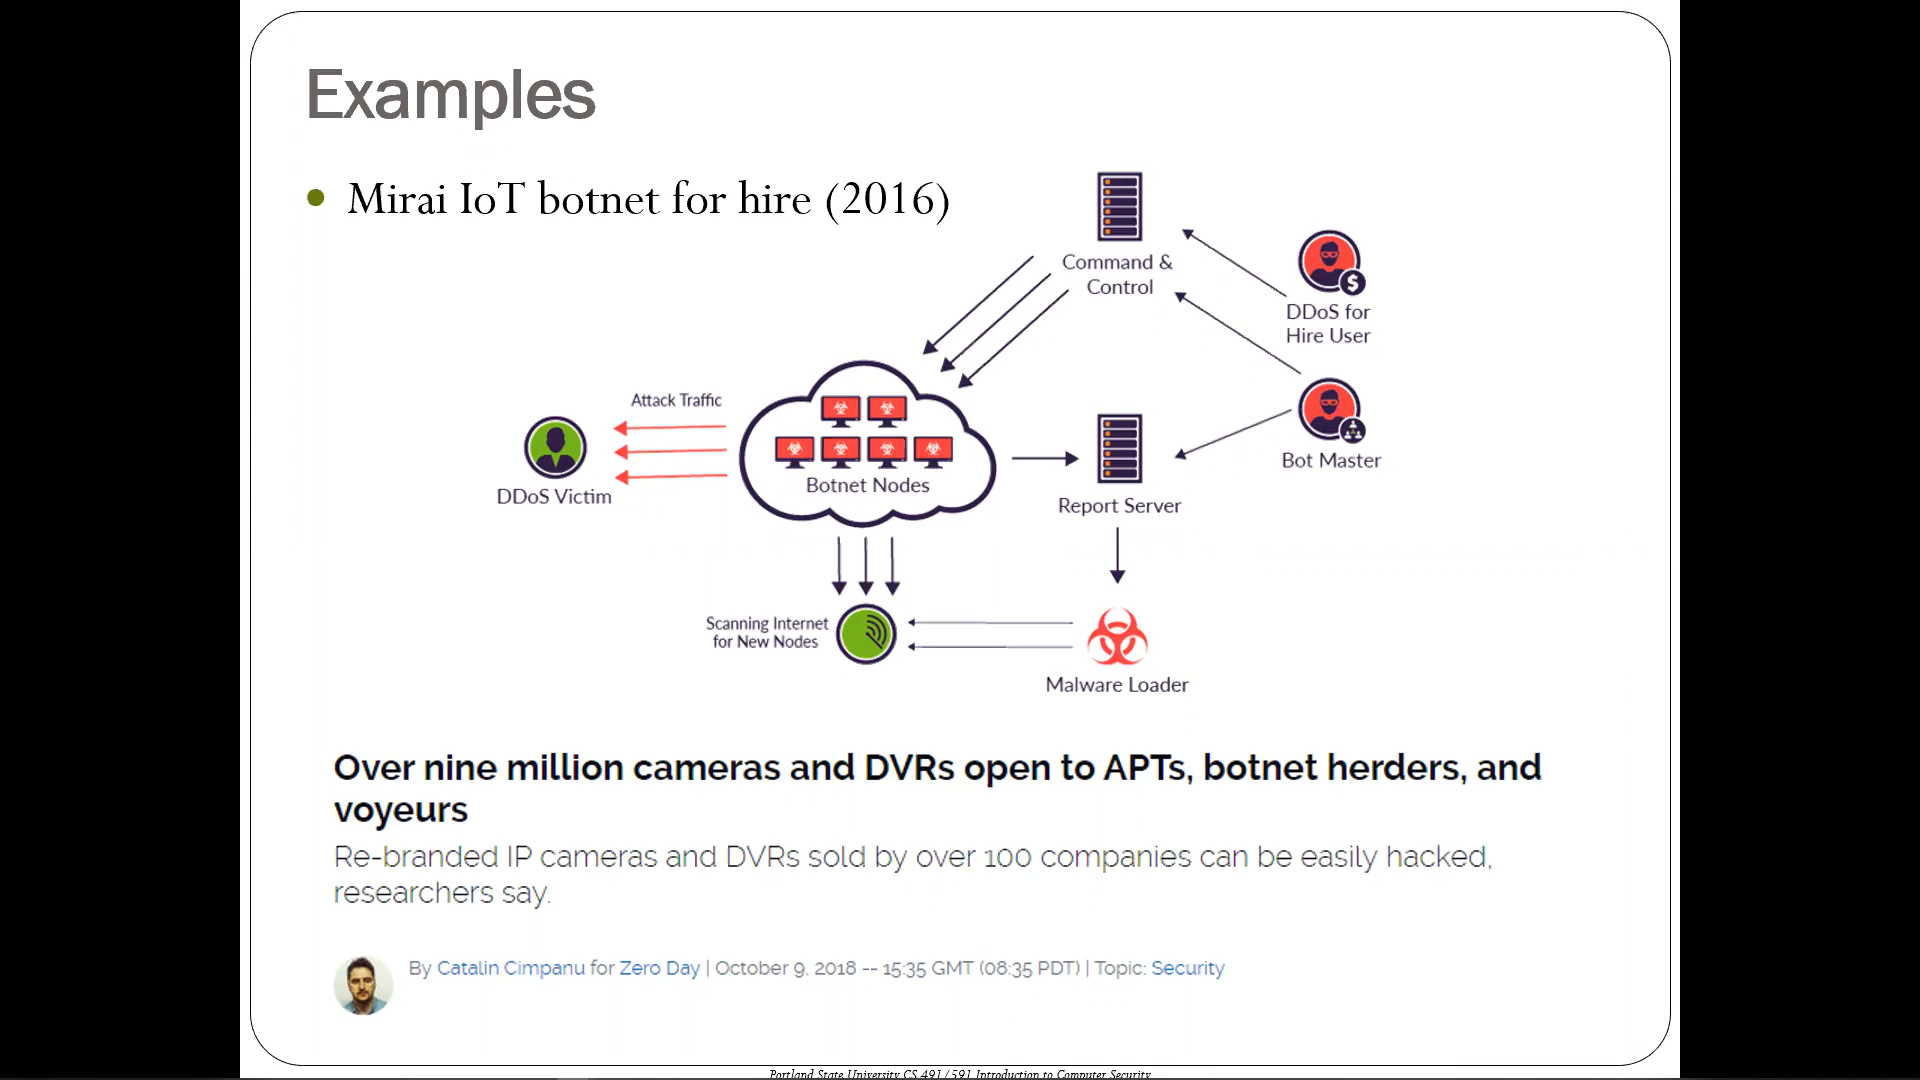 Examples
• Mirai IoT botnet for hire (2016)
Command &
Control
DDoS for
Hire User
Attack Traffic
Bot Master
Botnet Nodes
DDoS Victim
Report Server
Scanning Internet
for New Nodes
Malware Loader
Over nine million cameras and DVRs open to APTs, botnet herders, and
voyeurs
Re-branded IP cameras and DVRs sold by over 100 companies can be easily hacked,
researchers say.
By Catalin Cimpanu for Zero Day | October 9, 2018 -- 15:35 GMT (08:35 PDT) | Topic: Security
Portland State University CS 491/591 Introduction to Computer Security